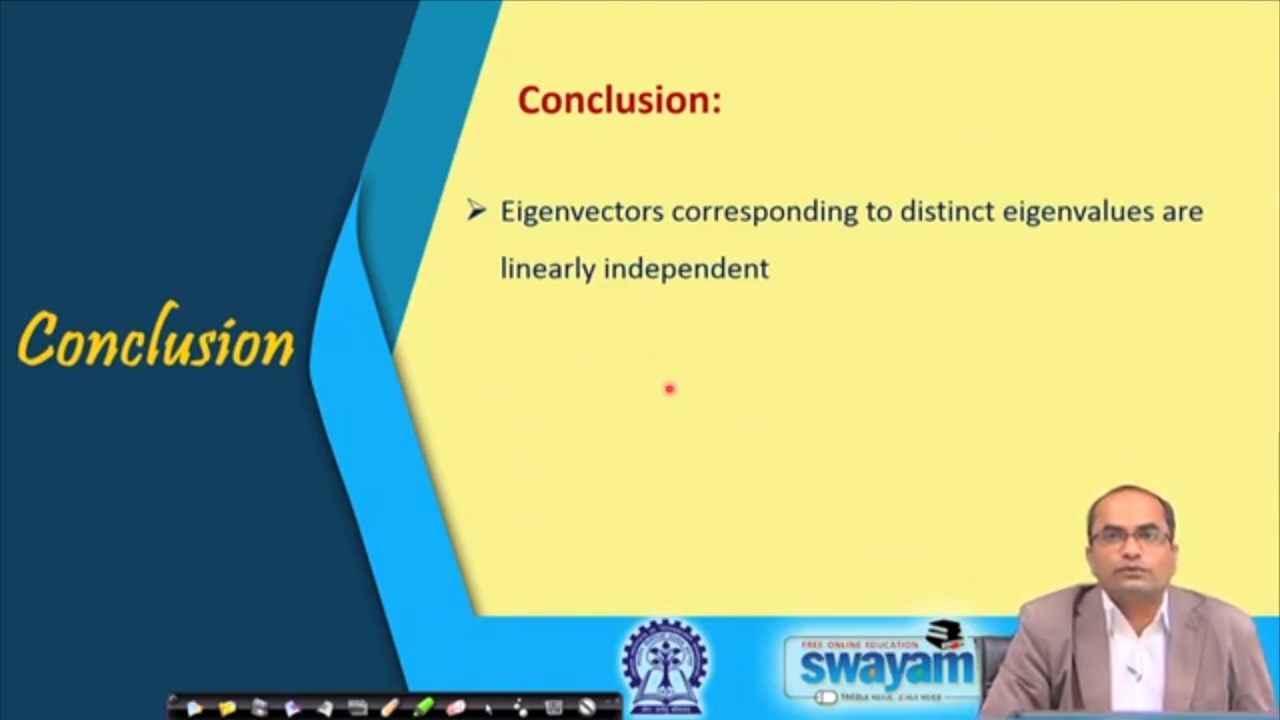 Conclusion:
Eigenvectors corresponding to distinct eigenvalues are
linearly independent
Conclusion
FREE ONLINE EDUCATION
swayam